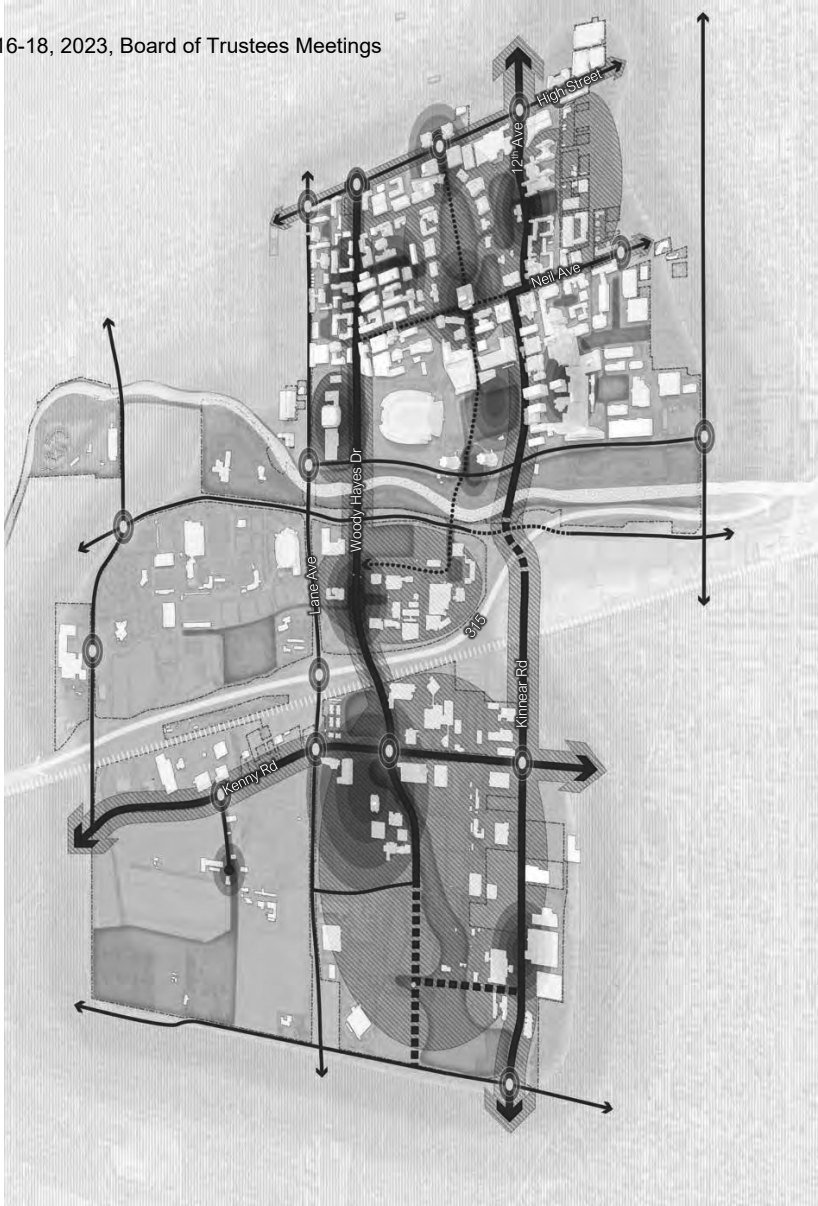 16-18, 2023, Board of Trustees Meetings
High Street
12th Ave
Neil Ave
Woody Hayes Dr
Lane Ave
315
Kinnear Rd
Kenny Rd